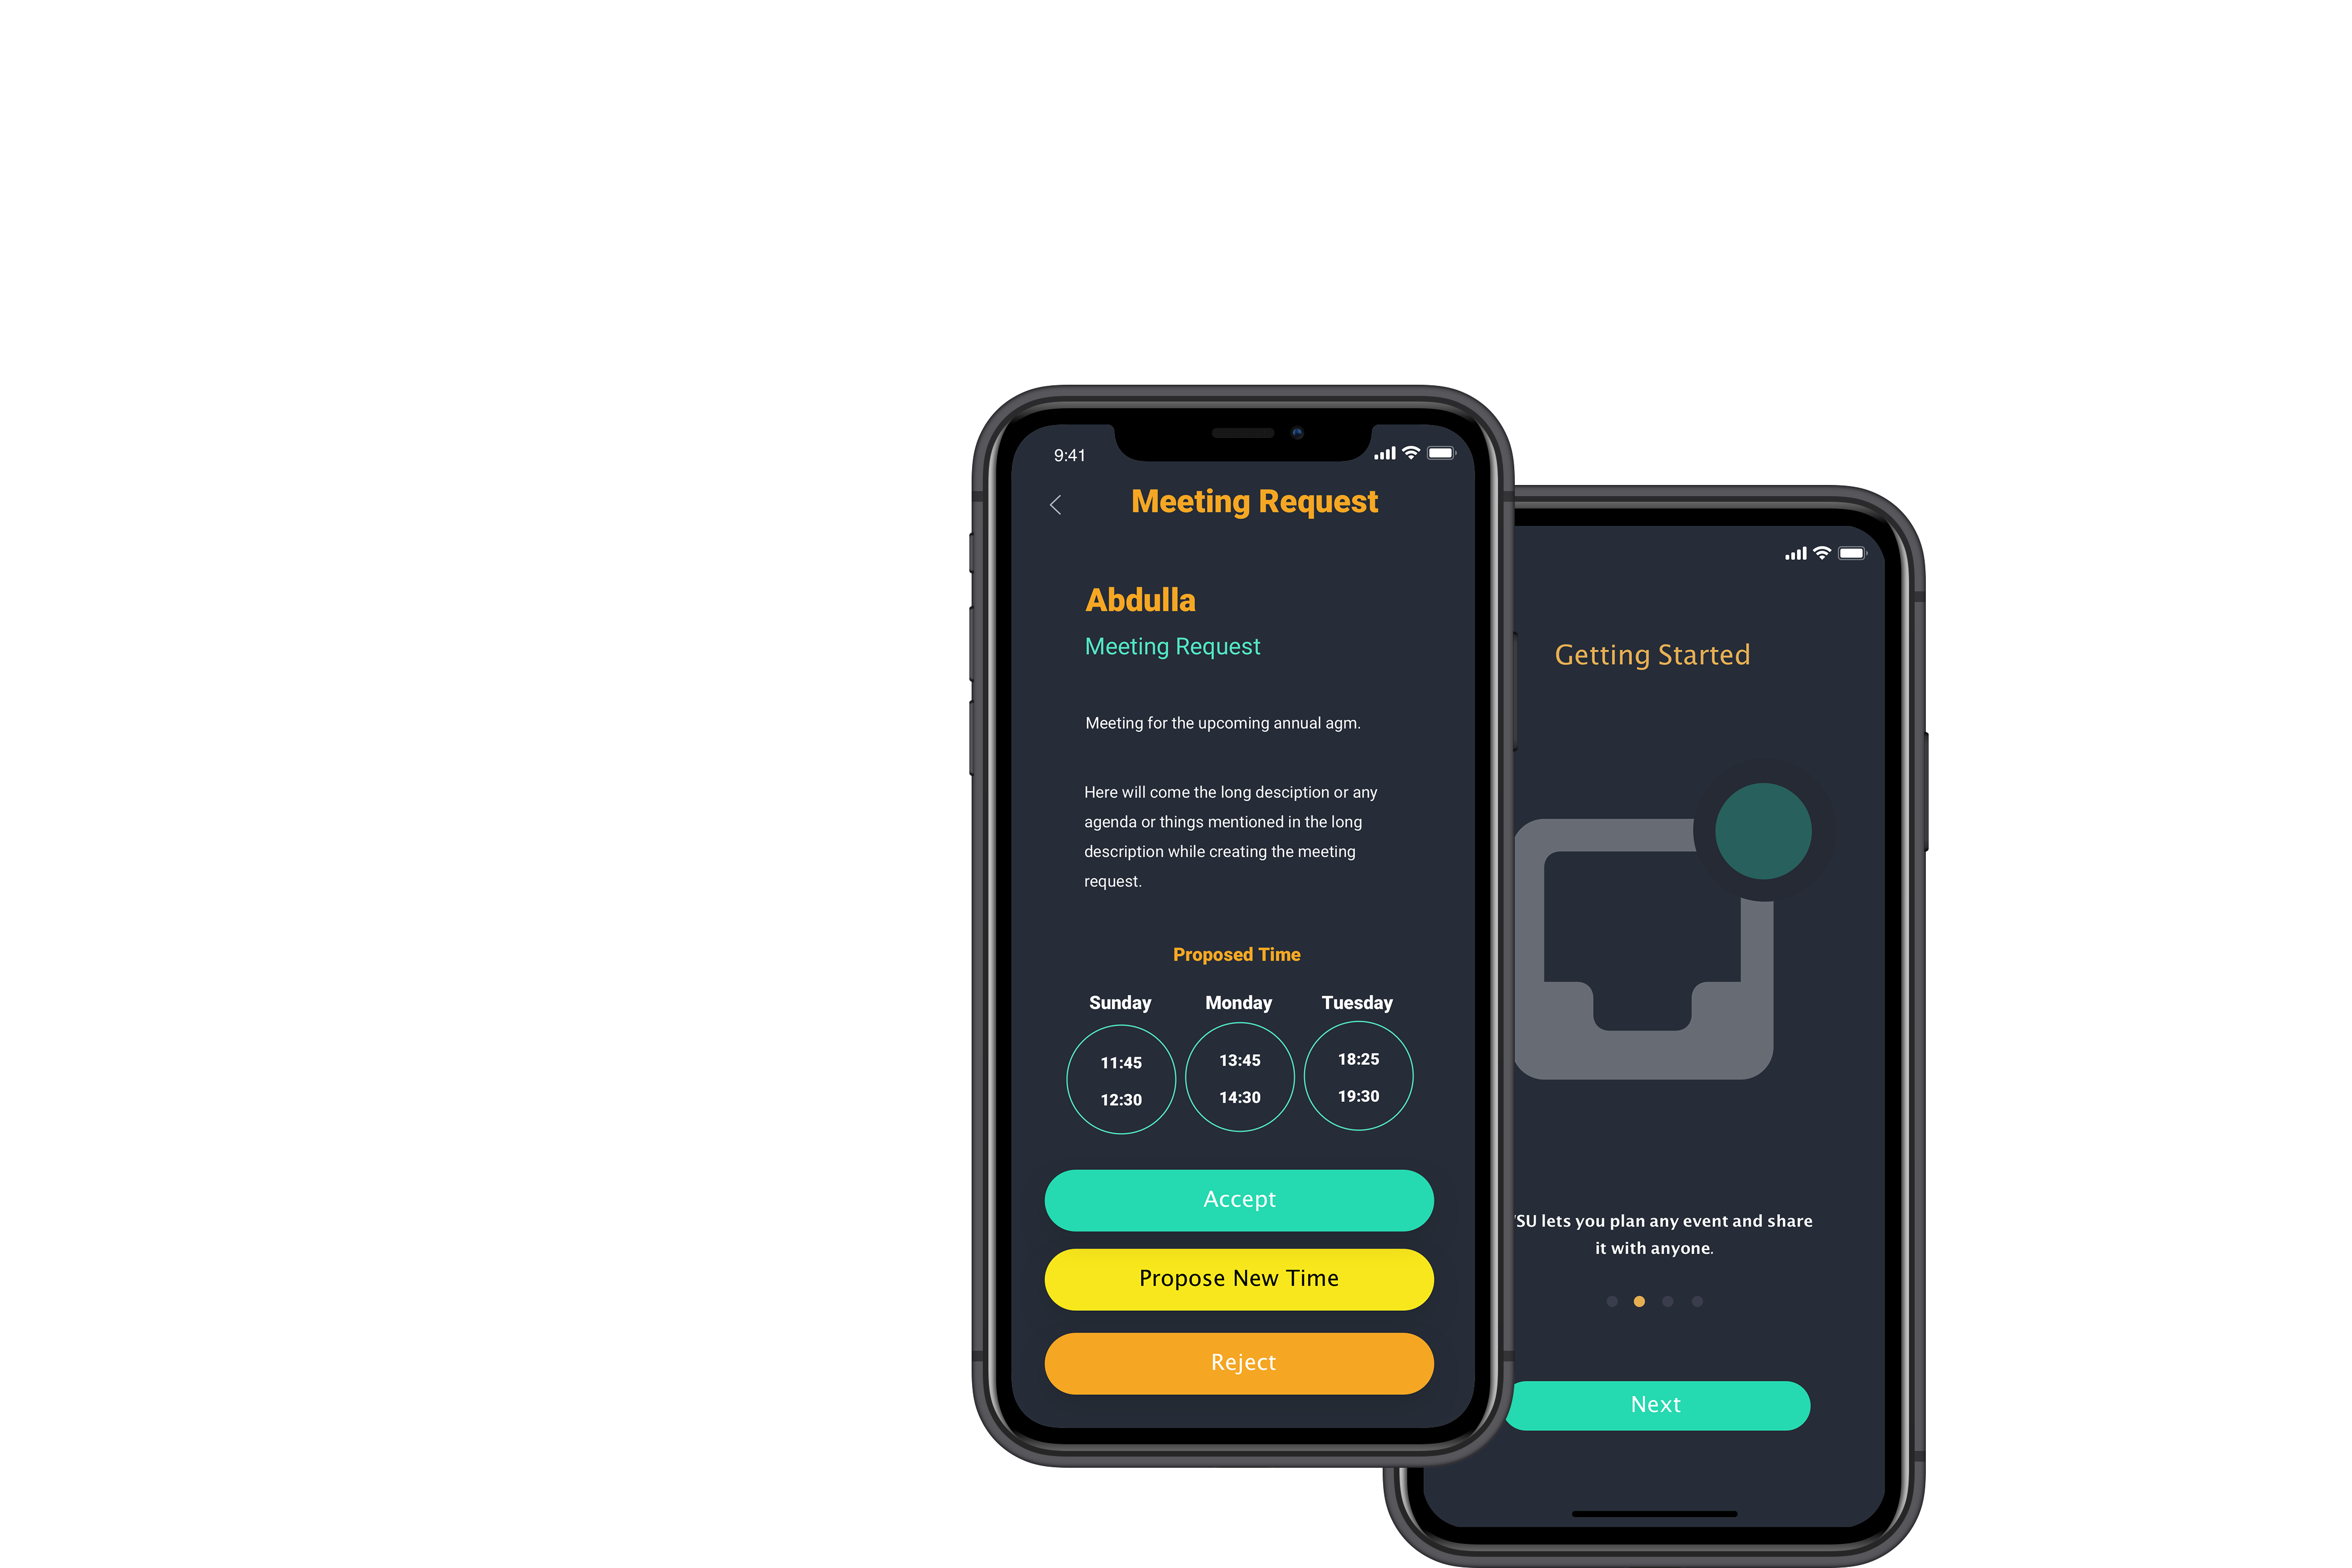 9:41
Meeting Request
Abdulla
Meeting Request
Meeting for the upcoming annual agm.
Here will come the long desciption or any
agenda or things mentioned in the long
description while creating the meeting
request.
Proposed Time
Sunday Monday Tuesday
11:45 13:45 18:25
12:30 14:30 19:30
Accept
Propose New Time
Reject
Getting Started
lets you plan any event and share
it with anyone.
Next